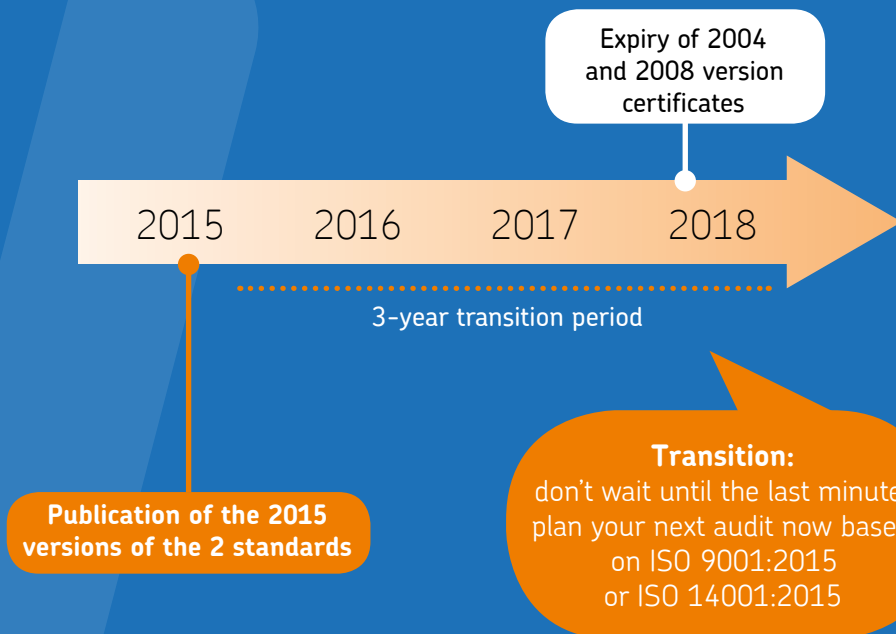 Expiry of 2004
and 2008 version
certificates
2015 2016 2017 2018
3-year transition period
Publication of the 2015
versions of the 2 standards
Transition:
don't wait until the last minute
plan your next audit now base
on ISO 9001:2015
or ISO 14001:2015